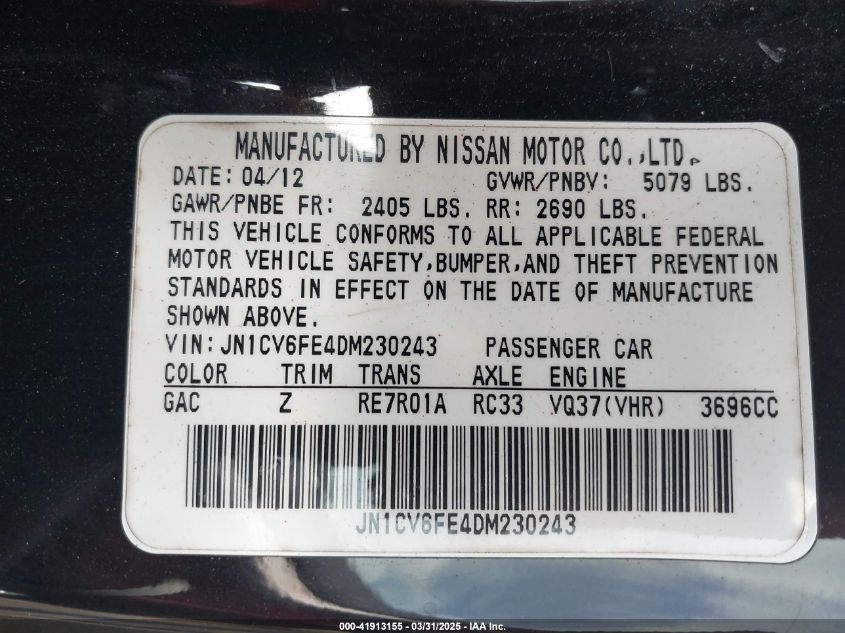 MANUFACTURED BY NISSAN MOTOR CO.,LTD.
DATE: 04/12 GVWR/PNBV: 5079 LBS.
GAWR/PNBE FR: 2405 LBS. RR: 2690 LBS.
THIS VEHICLE CONFORMS TO ALL APPLICABLE FEDERAL
MOTOR VEHICLE SAFETY,BUMPER,AND THEFT PREVENTION
STANDARDS IN EFFECT ON THE DATE OF MANUFACTURE
SHOWN ABOVE.
VIN: JN1CV6FE4DM230243 PASSENGER CAR
COLOR TRIM TRANS AXLE ENGINE
GAC Z RE7R01A RC33 VQ37(VHR) 3696CC
JN1CV6FE4DM230243
000-41913155 - 03/31/2025 - IAA Inc.